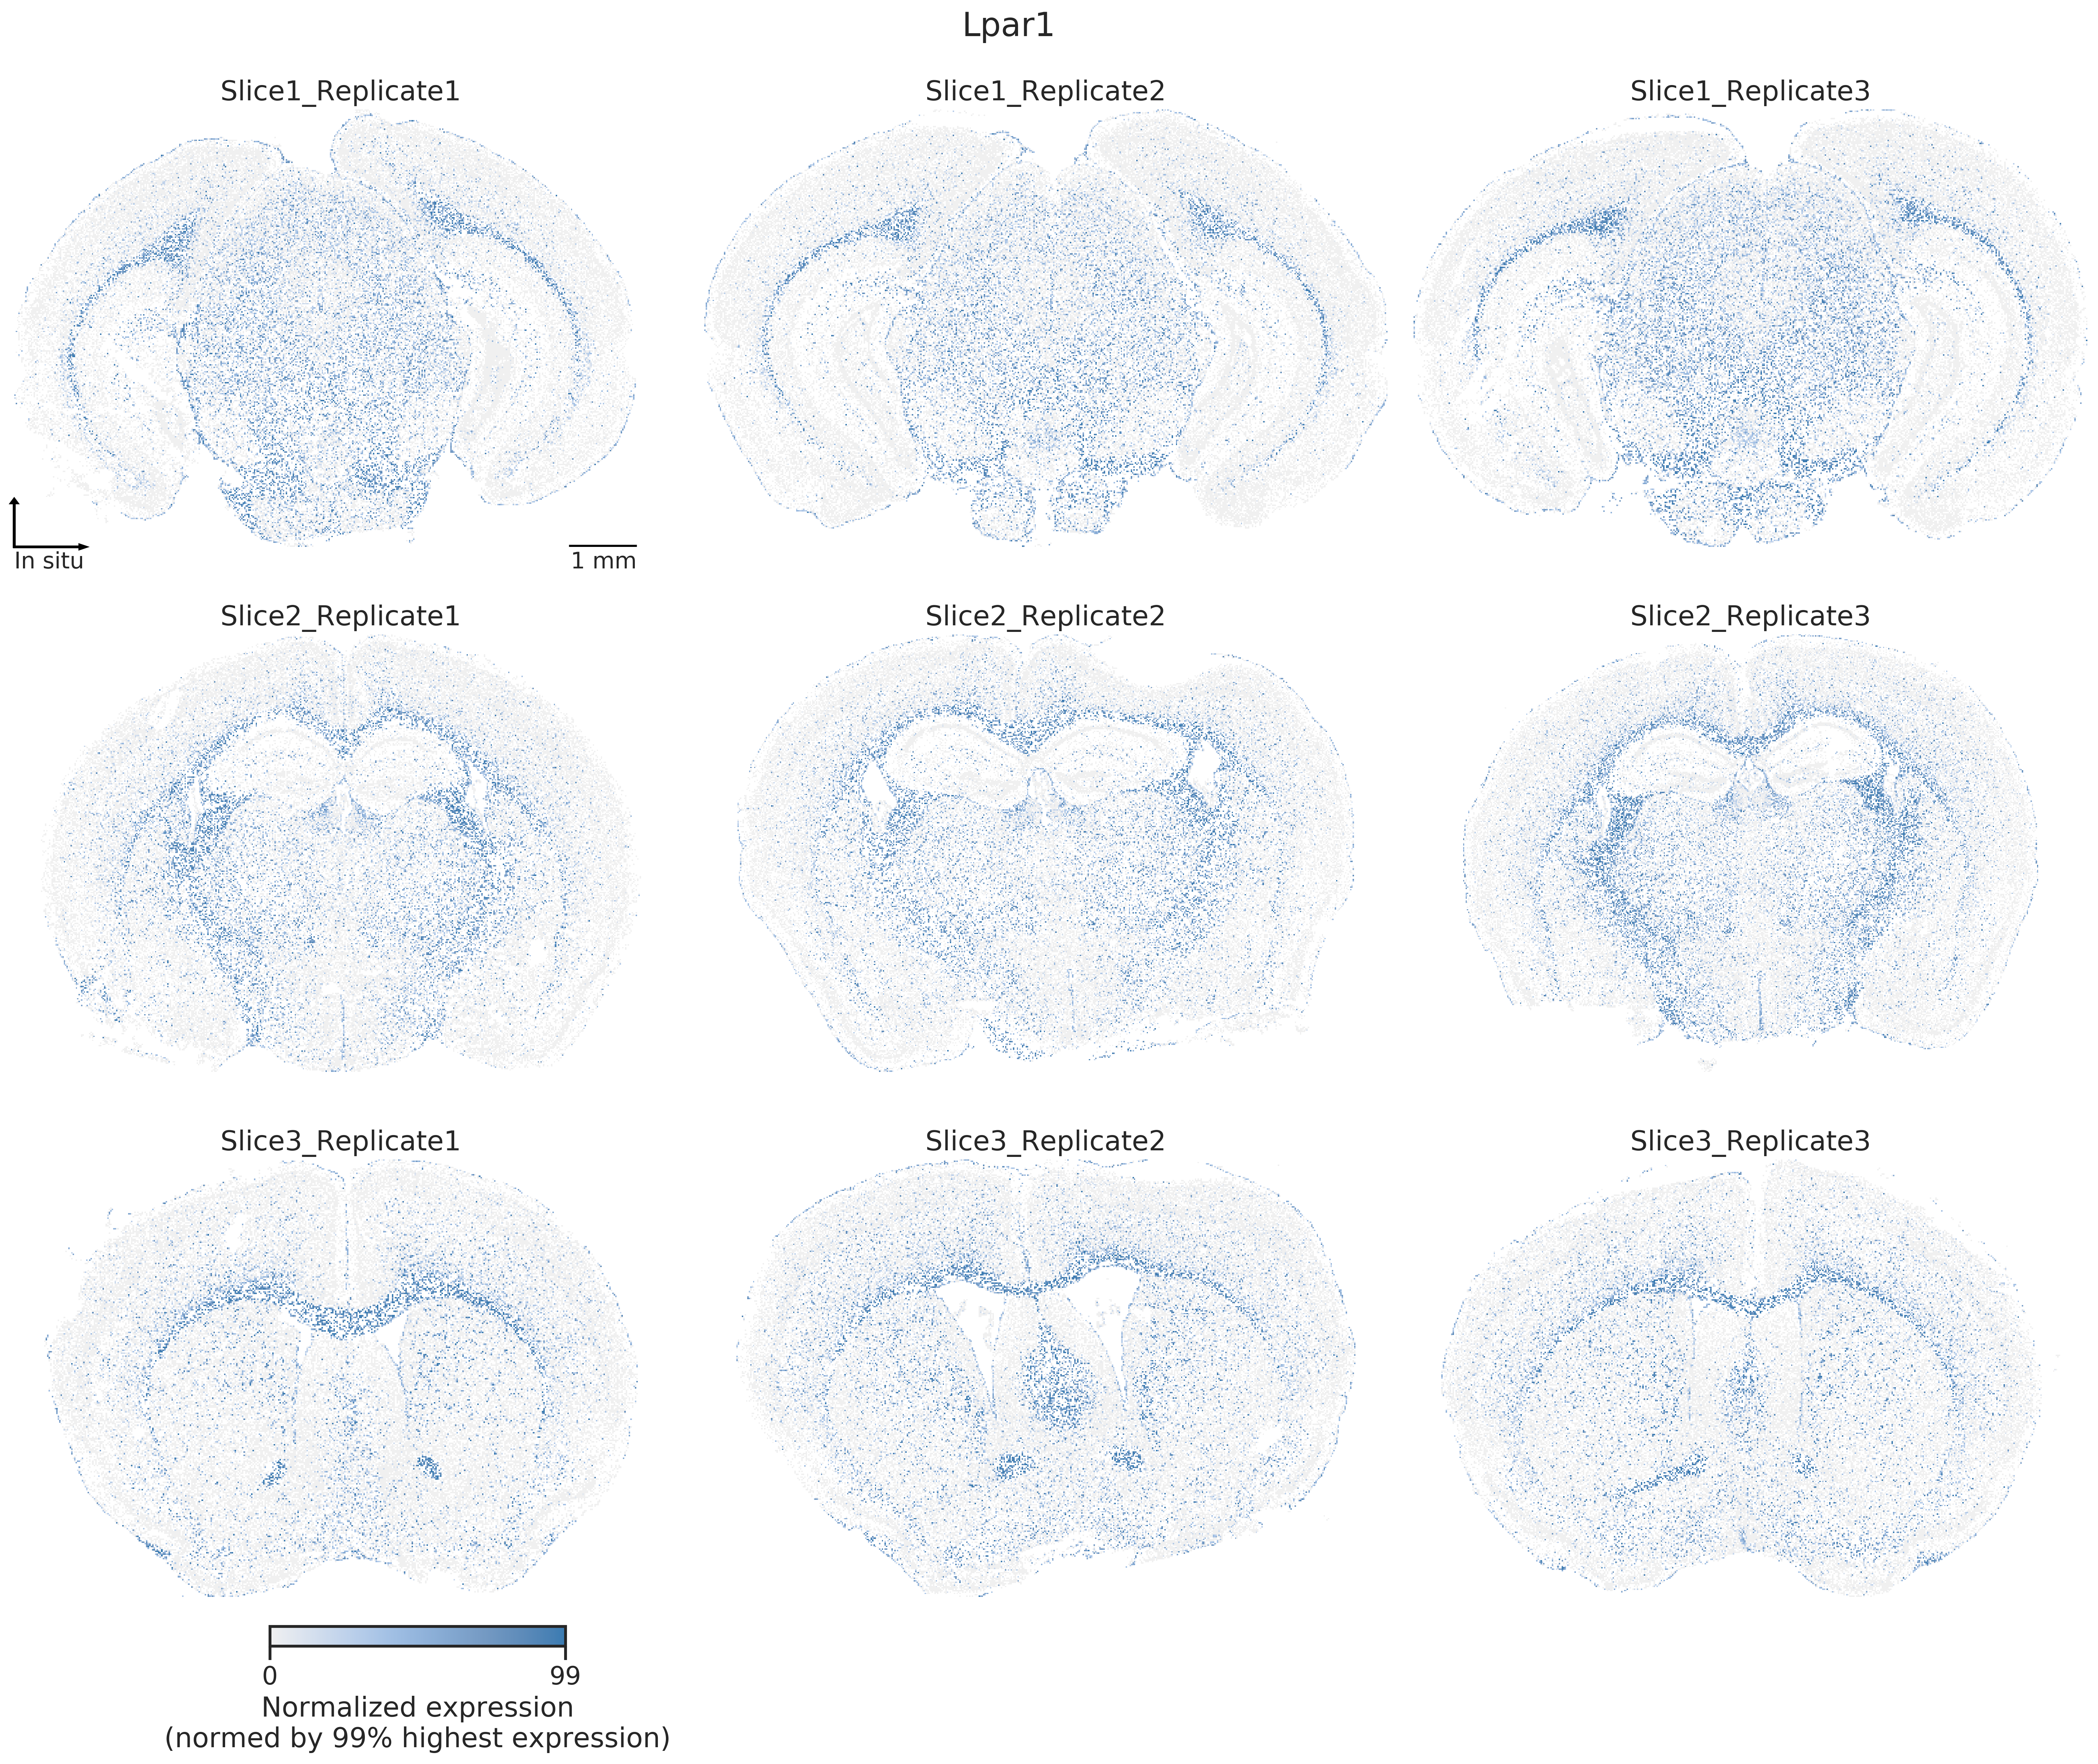 Lpar1
Slice1_Replicate1
Slice1_Replicate2
Slice1_Replicate3
In situ
1 mm
Slice2_Replicate1
Slice2_Replicate2
Slice2_Replicate3
Slice3_Replicate1
Slice3_Replicate2
Slice3_Replicate3
0
99
Normalized expression
(normed by 99% highest expression)